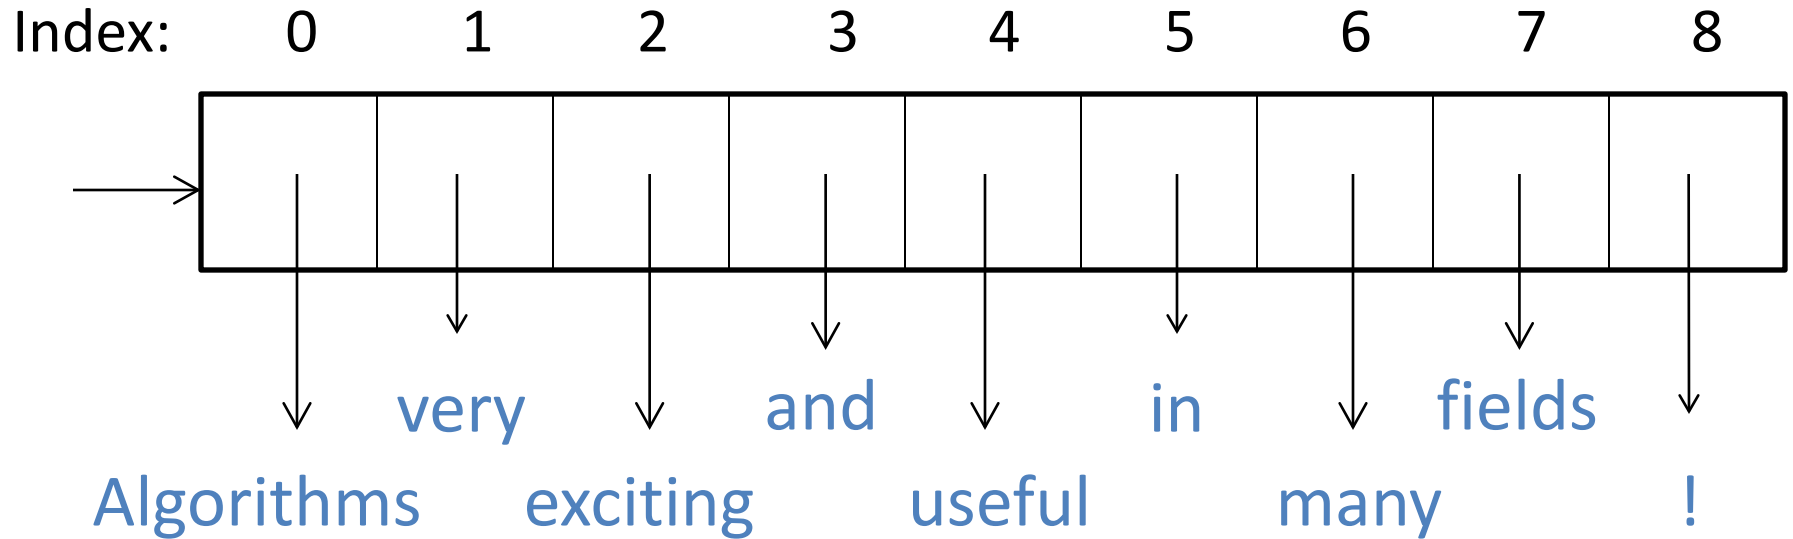 Index: 0 1 2 3 4 5 6 7 8
very and in fields
Algorithms exciting useful many !